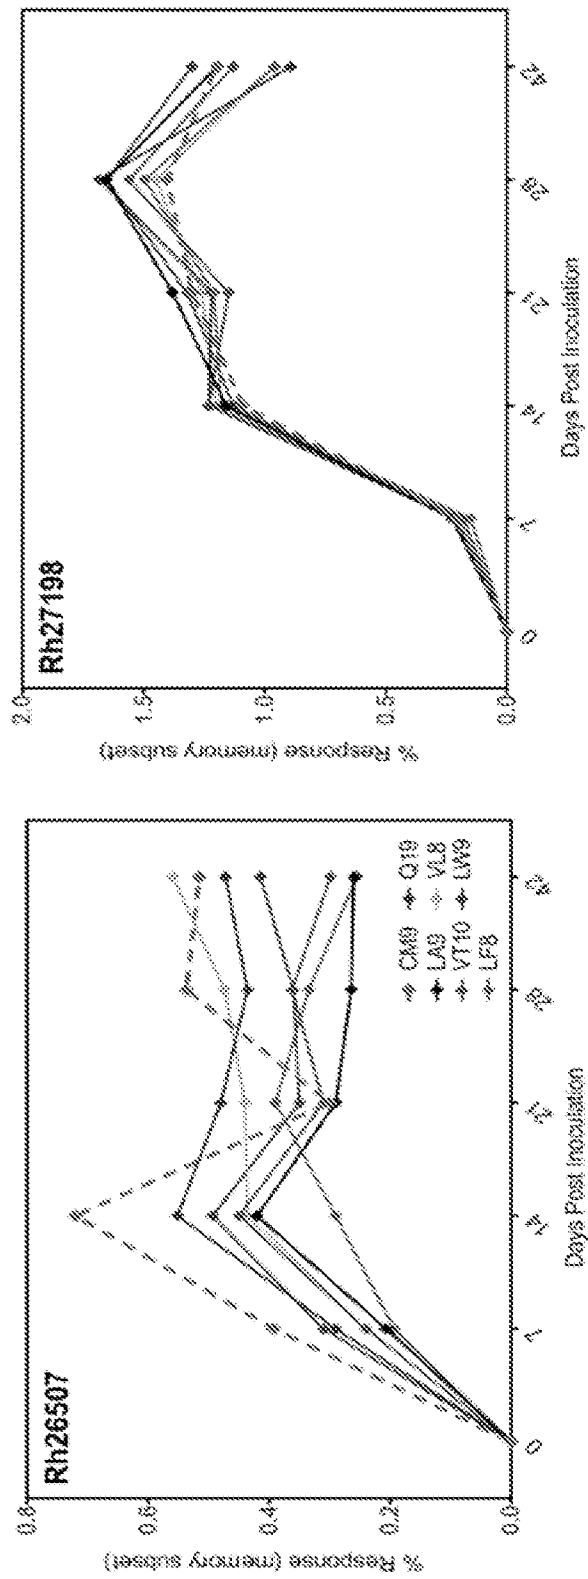 Rh26507
% Response (memory subset)
0.8
0.6
0.4
0.2
0.0
0 7 14 21 28 42
Days Post Inoculation
CM9 Q19
LA9 VL8
VT10 LW9
LF8
Rh27198
% Response (memory subset)
2.0
1.5
1.0
0.5
0.0
0 7 14 21 28 42
Days Post Inoculation